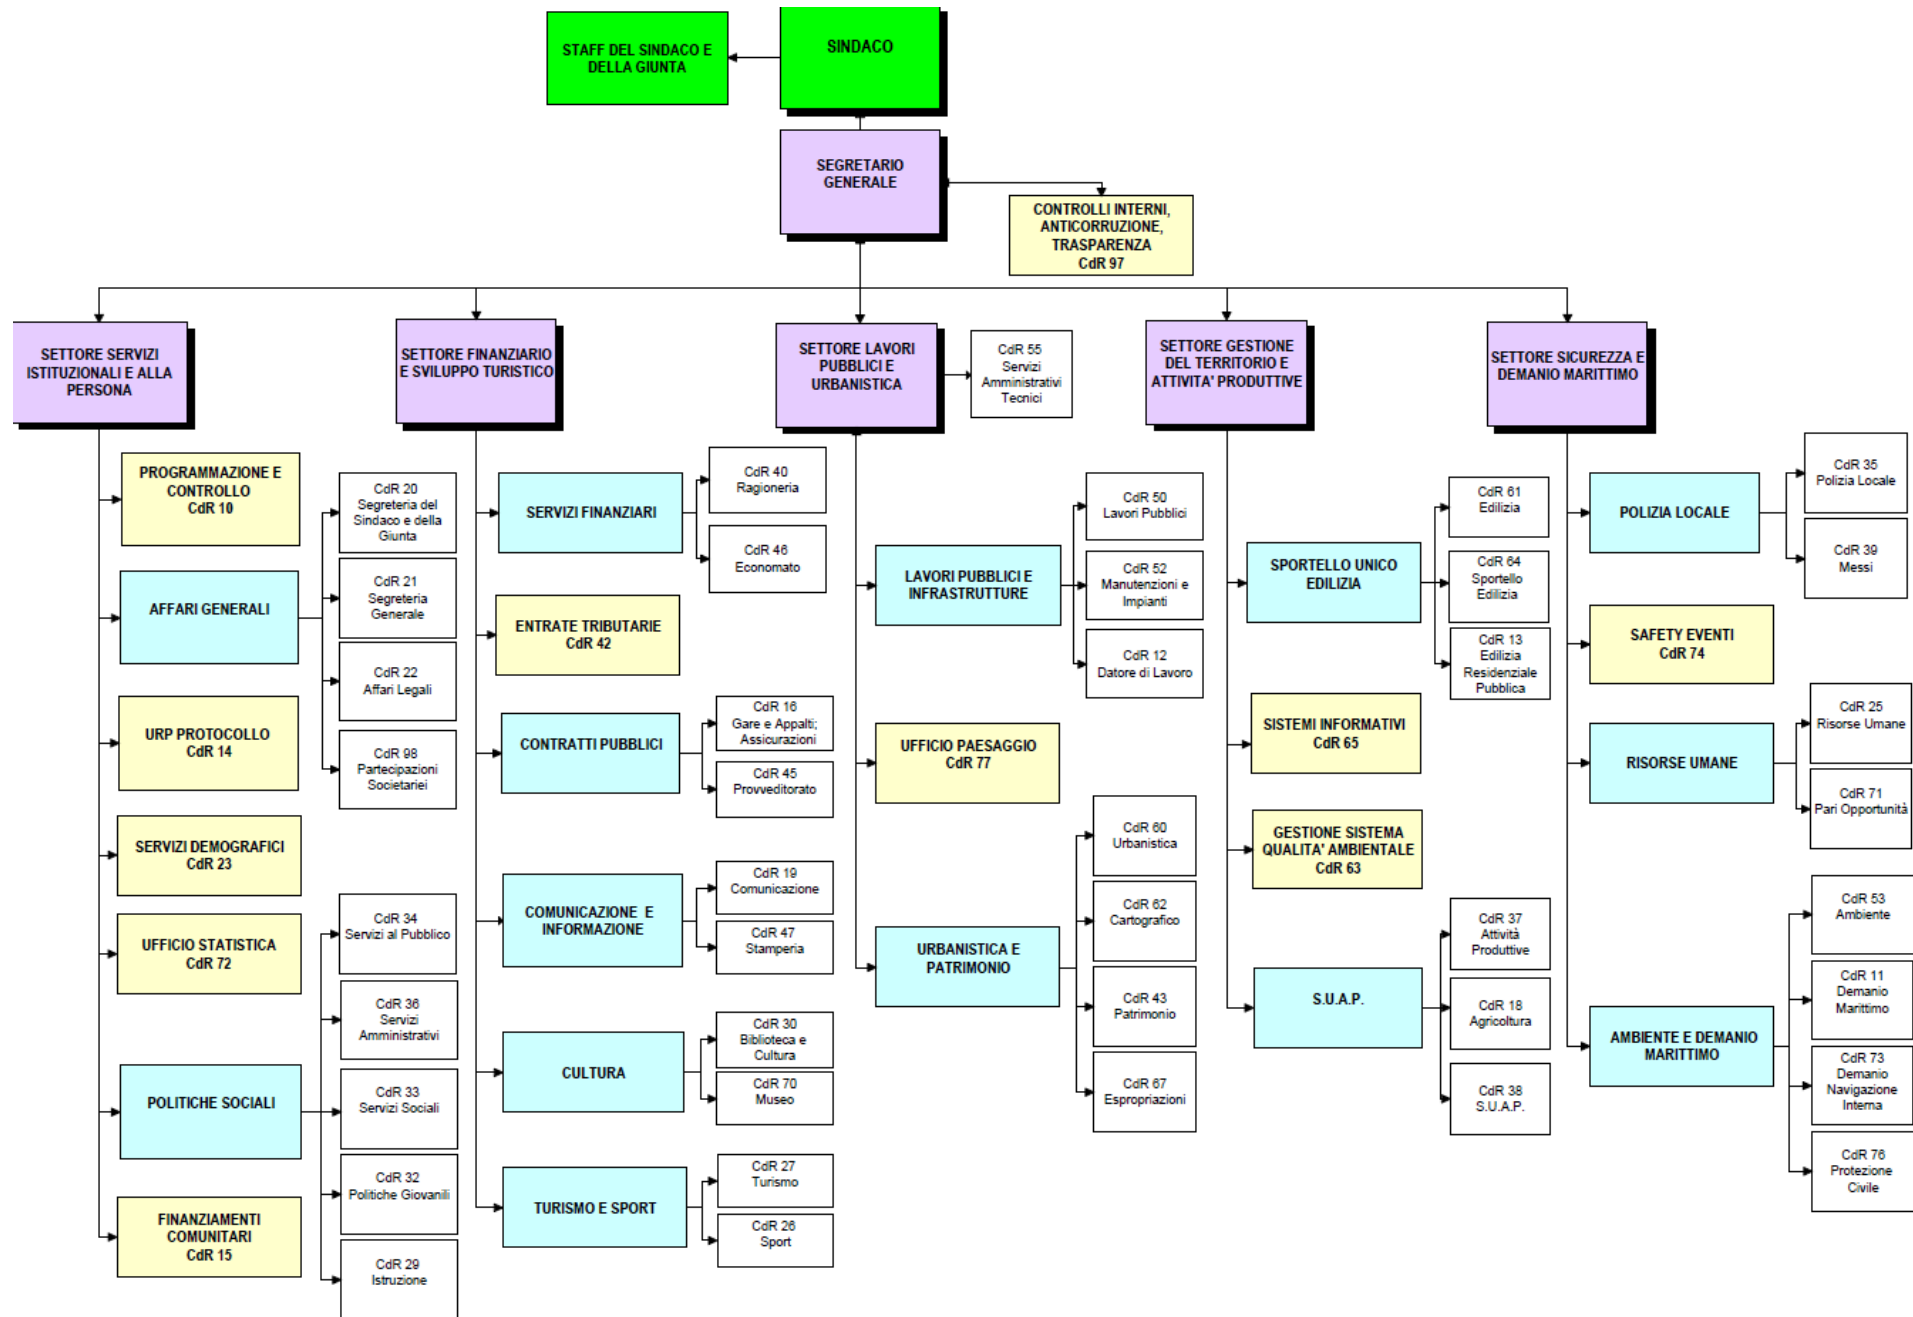 STAFF DEL SINDACO E
DELLA GIUNTA
SINDACO
SEGRETARIO
GENERALE
CONTROLLI INTERNI,
ANTICORRUZIONE,
TRASPARENZA
CdR 97
SETTORE SERVIZI
ISTITUZIONALI E ALLA
PERSONA
PROGRAMMAZIONE E
CONTROLLO
CdR 10
AFFARI GENERALI
CdR 20
Segreteria del
Sindaco e della
Giunta
CdR 21
Segreteria
Generale
CdR 22
Affari Legali
CdR 98
Partecipazioni
Societariei
URP PROTOCOLLO
CdR 14
SERVIZI DEMOGRAFICI
CdR 23
UFFICIO STATISTICA
CdR 72
POLITICHE SOCIALI
CdR 34
Servizi al Pubblico
CdR 36
Servizi
Amministrativi
CdR 33
Servizi Sociali
CdR 32
Politiche Giovanili
CdR 29
Istruzione
FINANZIAMENTI
COMUNITARI
CdR 15
SETTORE FINANZIARIO
E SVILUPPO TURISTICO
SERVIZI FINANZIARI
CdR 40
Ragioneria
CdR 46
Economato
ENTRATE TRIBUTARIE
CdR 42
CONTRATTI PUBBLICI
CdR 16
Gare e Appalti;
Assicurazioni
CdR 45
Provveditorato
COMUNICAZIONE E
INFORMAZIONE
CdR 19
Comunicazione
CdR 47
Stamperia
CULTURA
CdR 30
Biblioteca e
Cultura
CdR 70
Museo
TURISMO E SPORT
CdR 27
Turismo
CdR 26
Sport
SETTORE LAVORI
PUBBLICI E
URBANISTICA
CdR 55
Servizi
Amministrativi
Tecnici
LAVORI PUBBLICI E
INFRASTRUTTURE
CdR 50
Lavori Pubblici
CdR 52
Manutenzioni e
Impianti
CdR 12
Datore di Lavoro
UFFICIO PAESAGGIO
CdR 77
URBANISTICA E
PATRIMONIO
CdR 60
Urbanistica
CdR 62
Cartografico
CdR 43
Patrimonio
CdR 67
Espropriazioni
SETTORE GESTIONE
DEL TERRITORIO E
ATTIVITA' PRODUTTIVE
SPORTELLO UNICO
EDILIZIA
CdR 61
Edilizia
CdR 64
Sportello
Edilizia
CdR 13
Edilizia
Residenziale
Pubblica
SISTEMI INFORMATIVI
CdR 65
GESTIONE SISTEMA
QUALITA' AMBIENTALE
CdR 63
S.U.A.P.
CdR 37
Attività
Produttive
CdR 18
Agricoltura
CdR 38
S.U.A.P.
SETTORE SICUREZZA E
DEMANIO MARITTIMO
POLIZIA LOCALE
CdR 35
Polizia Locale
CdR 39
Messi
SAFETY EVENTI
CdR 74
RISORSE UMANE
CdR 25
Risorse Umane
CdR 71
Pari Opportunità
AMBIENTE E DEMANIO
MARITTIMO
CdR 53
Ambiente
CdR 11
Demanio
Marittimo
CdR 73
Demanio
Navigazione
Interna
CdR 76
Protezione
Civile